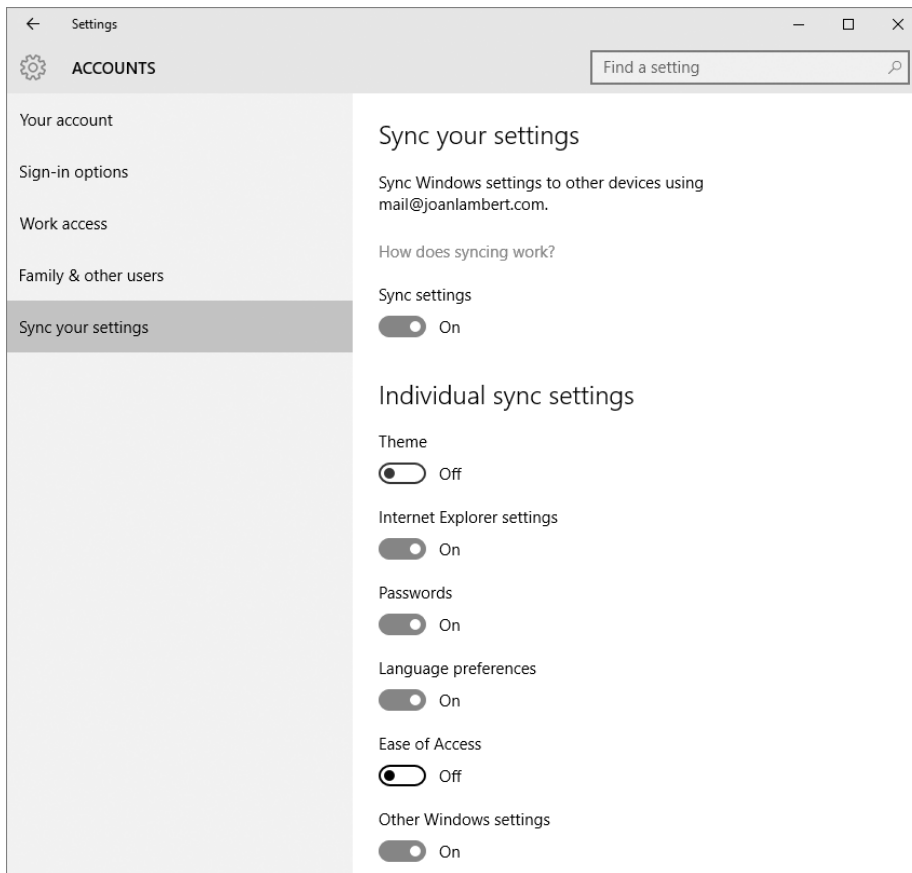 Settings
ACCOUNTS
Find a setting
Your account
Sign-in options
Work access
Family & other users
Sync your settings
Sync your settings
Sync Windows settings to other devices using
mail@joanlambert.com.
How does syncing work?
Sync settings
On
Individual sync settings
Theme
Off
Internet Explorer settings
On
Passwords
On
Language preferences
On
Ease of Access
Off
Other Windows settings
On